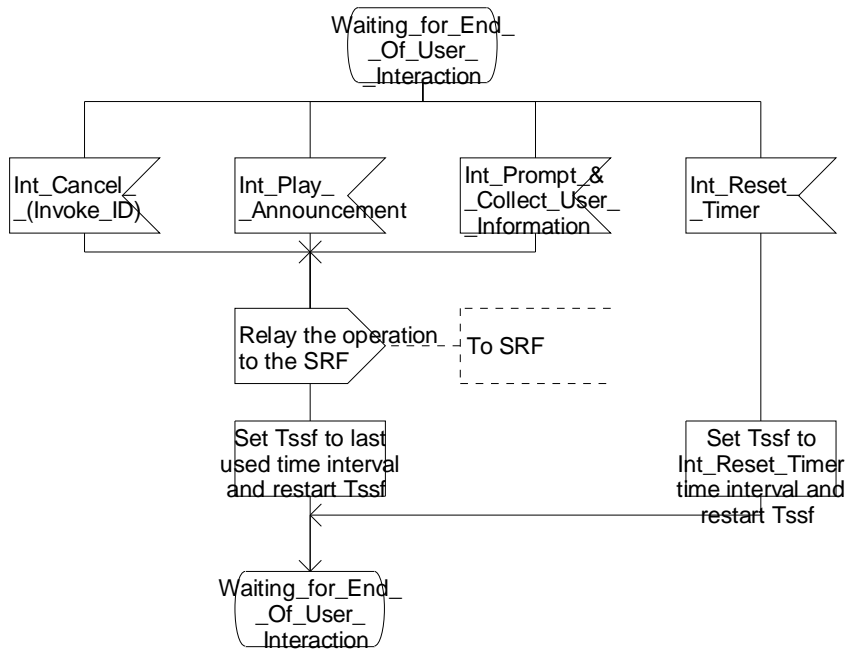 Waiting_for_End_
_Of_User_
_Interaction
Int_Cancel_
_(Invoke_ID)
Int_Play_
_Announcement
Int_Prompt_&
_Collect_User_
_Information
Int_Reset_
_Timer
Relay the operation
to the SRF
To SRF
Set Tssf to last
used time interval
and restart Tssf
Set Tssf to
Int_Reset_Timer
time interval and
restart Tssf
Waiting_for_End_
_Of_User_
_Interaction